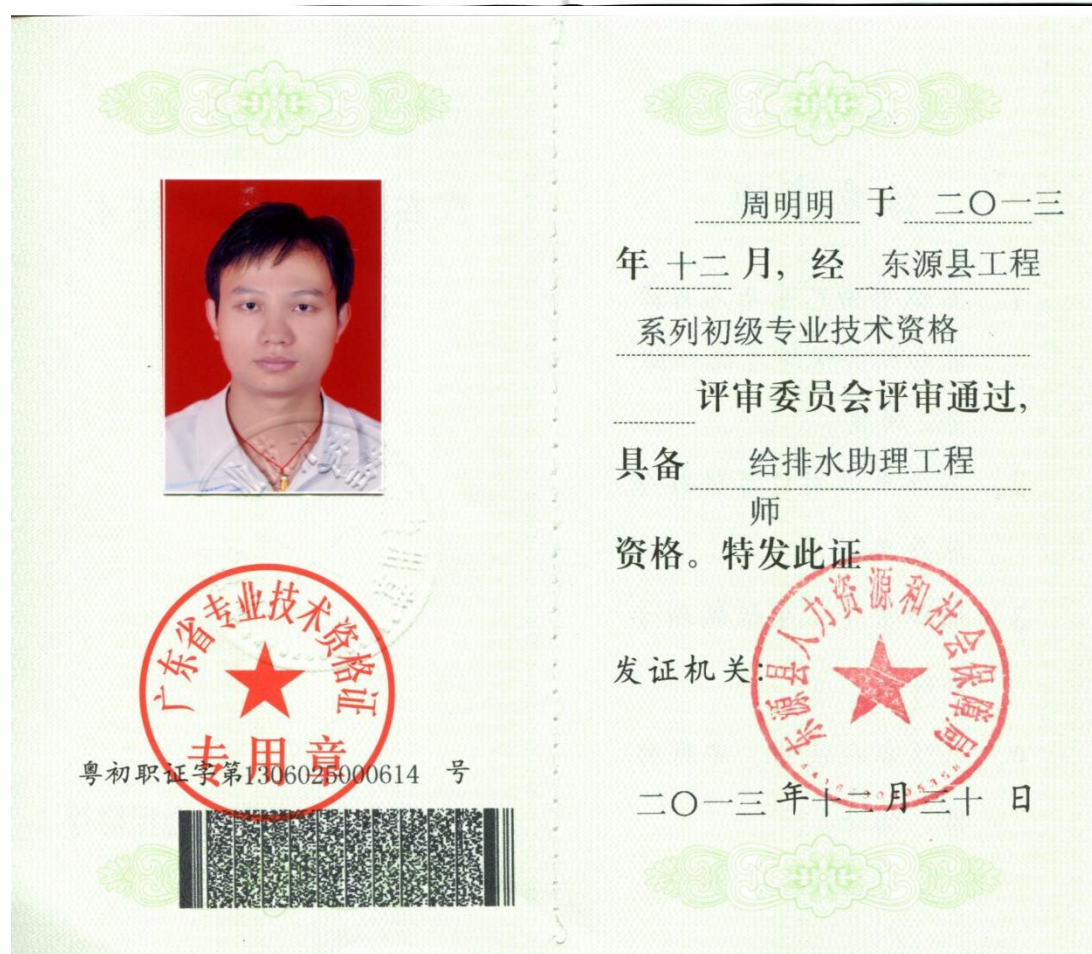 广东省专业技术资格证
专用章
粤初职证字第1306025000614 号
周明明 于 二〇一三
年 十二 月，经 东源县工程
系列初级专业技术资格
评审委员会评审通过，
具备 给排水助理工程
师
资格。特发此证
发证机关：
东源县人力资源和社会保障局
二〇一三 年十二月三十 日